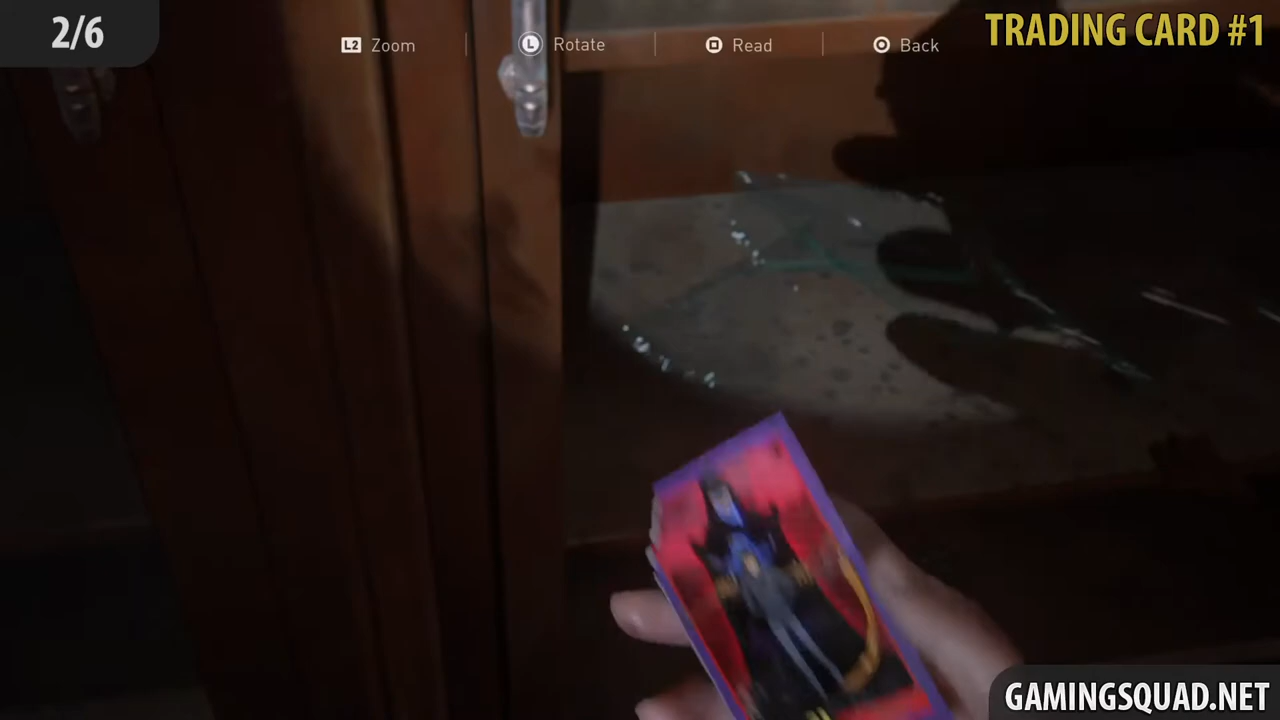 2/6
L2 Zoom
L Rotate
Read
Back
TRADING CARD #1
GAMINGSQUAD.NET